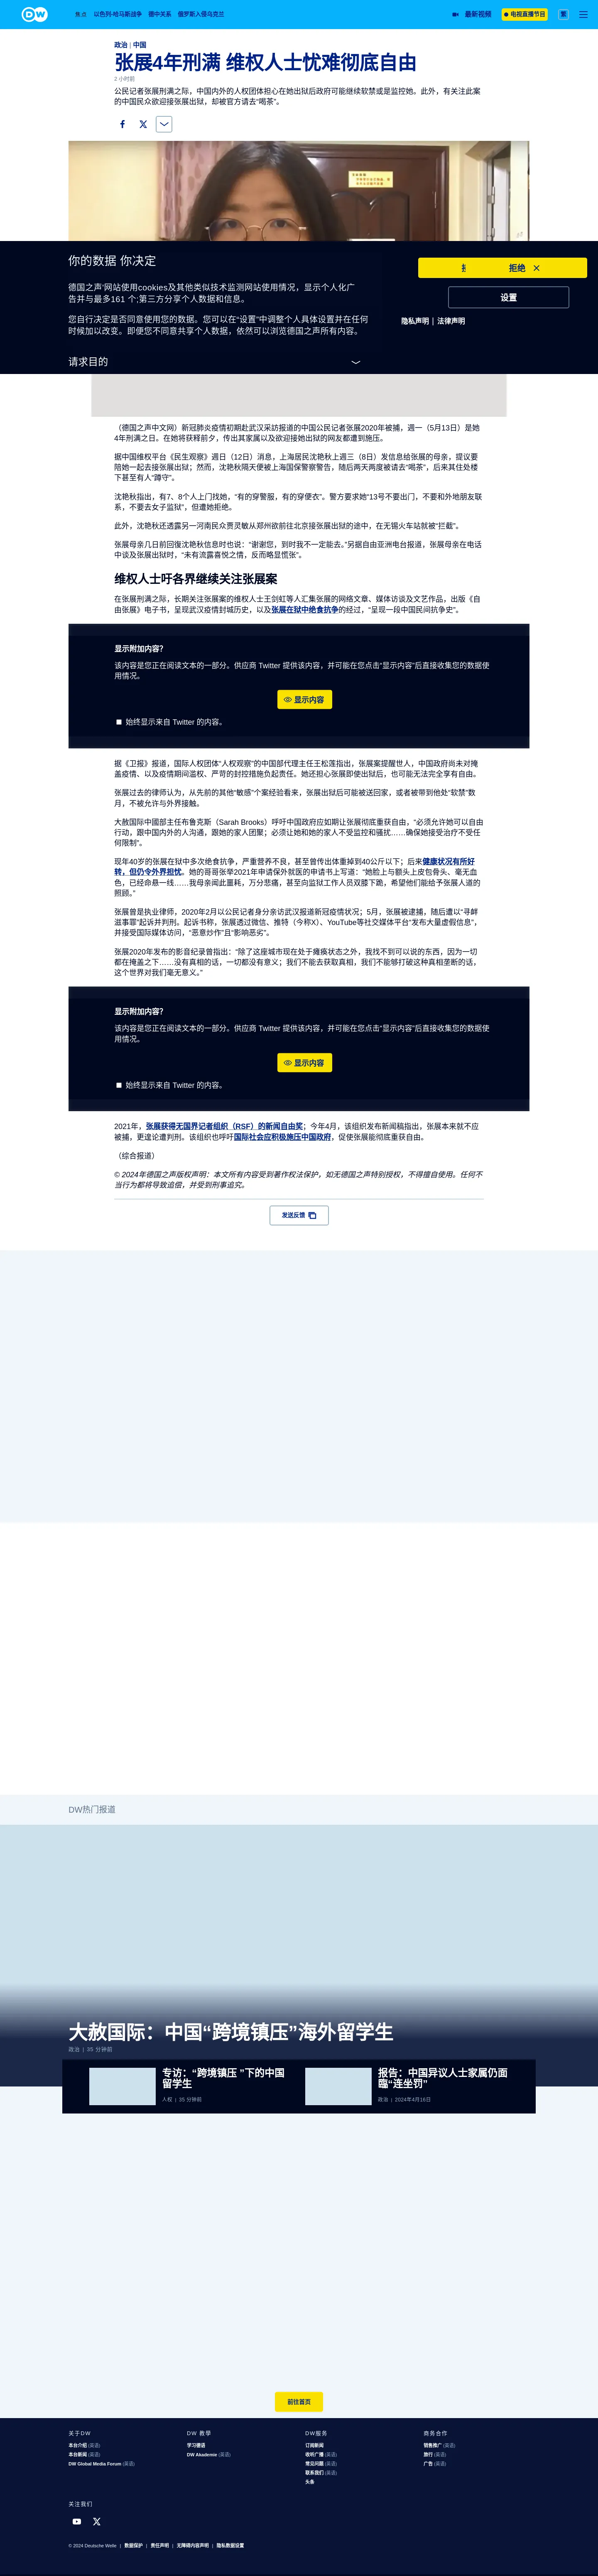 DW
焦点 以色列-哈马斯战争 德中关系 俄罗斯入侵乌克兰
最新视频 电视直播节目 繁
政治 | 中国
张展4年刑满 维权人士忧难彻底自由
2 小时前
公民记者张展刑满之际，中国内外的人权团体担心在她出狱后政府可能继续软禁或是监控她。此外，有关注此案
的中国民众欲迎接张展出狱，却被官方请去“喝茶”。
你的数据 你决定
德国之声“网站使用cookies及其他类似技术监测网站使用情况，显示个人化广
告并与最多161 个;第三方分享个人数据和信息。
您自行决定是否同意使用您的数据。您可以在“设置”中调整个人具体设置并在任何
时候加以改变。即便您不同意共享个人数据，依然可以浏览德国之声所有内容。
请求目的
拒绝
设置
隐私声明 | 法律声明
（德国之声中文网）新冠肺炎疫情初期赴武汉采訪报道的中国公民记者张展2020年被捕，週一（5月13日）是她
4年刑满之日。在她将获释前夕，传出其家属以及欲迎接她出狱的网友都遭到施压。
据中国维权平台《民生观察》週日（12日）消息，上海居民沈艳秋上週三（8日）发信息给张展的母亲，提议要
陪她一起去接张展出狱；然而，沈艳秋隔天便被上海国保警察警告，随后两天两度被请去“喝茶”，后来其住处楼
下甚至有人“蹲守”。
沈艳秋指出，有7、8个人上门找她，“有的穿警服，有的穿便衣”。警方要求她“13号不要出门，不要和外地朋友联
系，不要去女子监狱”，但遭她拒绝。
此外，沈艳秋还透露另一河南民众贾灵敏从郑州欲前往北京接张展出狱的途中，在无锡火车站就被“拦截”。
张展母亲几日前回復沈艳秋信息时也说：“谢谢您，到时我不一定能去。”另据自由亚洲电台报道，张展母亲在电话
中谈及张展出狱时，“未有流露喜悦之情，反而略显慌张”。
维权人士吁各界继续关注张展案
在张展刑满之际，长期关注张展案的维权人士王剑虹等人汇集张展的网络文章、媒体访谈及文艺作品，出版《自
由张展》电子书，呈现武汉疫情封城历史，以及张展在狱中绝食抗争的经过，“呈现一段中国民间抗争史”。
显示附加内容？
该内容是您正在阅读文本的一部分。供应商 Twitter 提供该内容，并可能在您点击“显示内容”后直接收集您的数据使
用情况。
显示内容
始终显示来自 Twitter 的内容。
据《卫报》报道，国际人权团体“人权观察”的中国部代理主任王松莲指出，张展案提醒世人，中国政府尚未对掩
盖疫情、以及疫情期间滥权、严苛的封控措施负起责任。她还担心张展即使出狱后，也可能无法完全享有自由。
张展过去的律师认为，从先前的其他“敏感”个案经验看来，张展出狱后可能被送回家，或者被带到他处“软禁”数
月，不被允许与外界接触。
大赦国际中國部主任布鲁克斯（Sarah Brooks）呼吁中国政府应如期让张展彻底重获自由，“必须允许她可以自由
行动，跟中国内外的人沟通，跟她的家人团聚；必须让她和她的家人不受监控和骚扰……确保她接受治疗不受任
何限制”。
现年40岁的张展在狱中多次绝食抗争，严重营养不良，甚至曾传出体重掉到40公斤以下；后来健康状况有所好
转，但仍令外界担忧。她的哥哥张举2021年申请保外就医的申请书上写道：“她脸上与额头上皮包骨头、毫无血
色，已经命悬一线……我母亲闻此噩耗，万分悲痛，甚至向监狱工作人员双膝下跪，希望他们能给予张展人道的
照顾。”
张展曾是执业律师，2020年2月以公民记者身分亲访武汉报道新冠疫情状况；5月，张展被逮捕，随后遭以“寻衅
滋事罪”起诉并判刑。起诉书称，张展透过微信、推特（今称X）、YouTube等社交媒体平台“发布大量虚假信息”，
并接受国际媒体访问，“恶意炒作”且“影响恶劣”。
张展2020年发布的影音纪录曾指出：“除了这座城市现在处于瘫痪状态之外，我找不到可以说的东西，因为一切
都在掩盖之下……没有真相的话，一切都没有意义；我们不能去获取真相，我们不能够打破这种真相垄断的话，
这个世界对我们毫无意义。”
显示附加内容？
该内容是您正在阅读文本的一部分。供应商 Twitter 提供该内容，并可能在您点击“显示内容”后直接收集您的数据使
用情况。
显示内容
始终显示来自 Twitter 的内容。
2021年，张展获得无国界记者组织（RSF）的新闻自由奖；今年4月，该组织发布新闻稿指出，张展本来就不应
被捕，更遑论遭判刑。该组织也呼吁国际社会应积极施压中国政府，促使张展能彻底重获自由。
（综合报道）
© 2024年德国之声版权声明：本文所有内容受到著作权法保护，如无德国之声特别授权，不得擅自使用。任何不
当行为都将导致追偿，并受到刑事追究。
发送反馈
DW热门报道
大赦国际：中国“跨境镇压”海外留学生
政治 | 35 分钟前
专访：“跨境镇压 ”下的中国
留学生
人权 | 35 分钟前
报告：中国异议人士家属仍面
臨“连坐罚”
政治 | 2024年4月16日
前往首页
关于DW
本台介绍 (英语)
本台新闻 (英语)
DW Global Media Forum (英语)
DW 教學
学习德语
DW Akademie (英语)
DW服务
订阅新闻
收听广播 (英语)
常见问题 (英语)
联系我们 (英语)
头条
商务合作
销售推广 (英语)
旅行 (英语)
广告 (英语)
关注我们
© 2024 Deutsche Welle | 数据保护 | 责任声明 | 无障碍内容声明 | 隐私数据设置